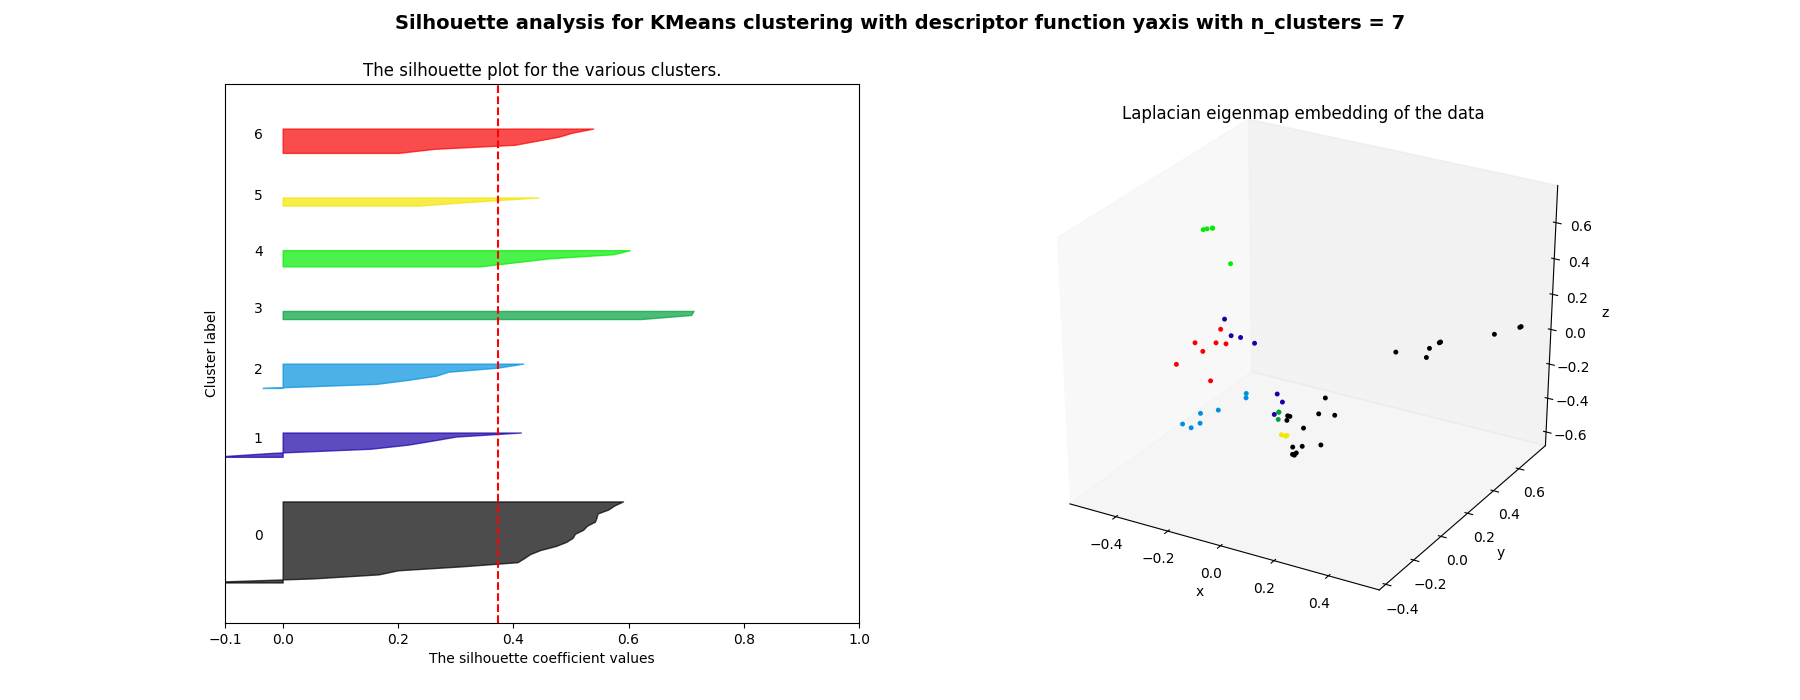 Silhouette analysis for KMeans clustering with descriptor function yaxis with n_clusters = 7
The silhouette plot for the various clusters.
6
5
4
3
2
1
0
Cluster label
−0.1 0.0 0.2 0.4 0.6 0.8 1.0
The silhouette coefficient values
Laplacian eigenmap embedding of the data
0.6
0.4
0.2
0.0
−0.2
−0.4
−0.6
z
−0.4
−0.2
0.0
0.2
0.4
x
0.6
0.4
0.2
0.0
−0.2
−0.4
y